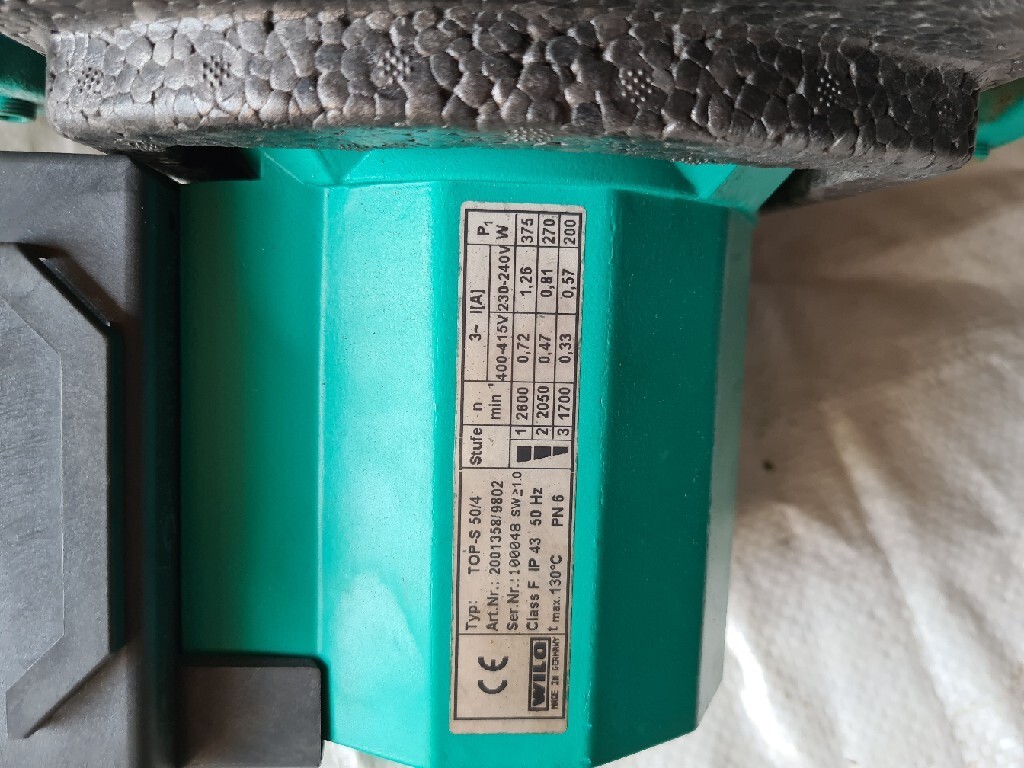 CE
WILO
MADE IN GERMANY
Typ: TOP-S 50/4
Art.Nr.: 2001358/9802
Ser.Nr.: 100048 SW≥1.0
Class F IP 43 50 Hz
t max.130°C PN 6
Stufe n 3~ I[A] P₁
min⁻¹ 400-415V 230-240V W
1 2600 0,72 1,26 375
2 2050 0,47 0,81 270
3 1700 0,33 0,57 200